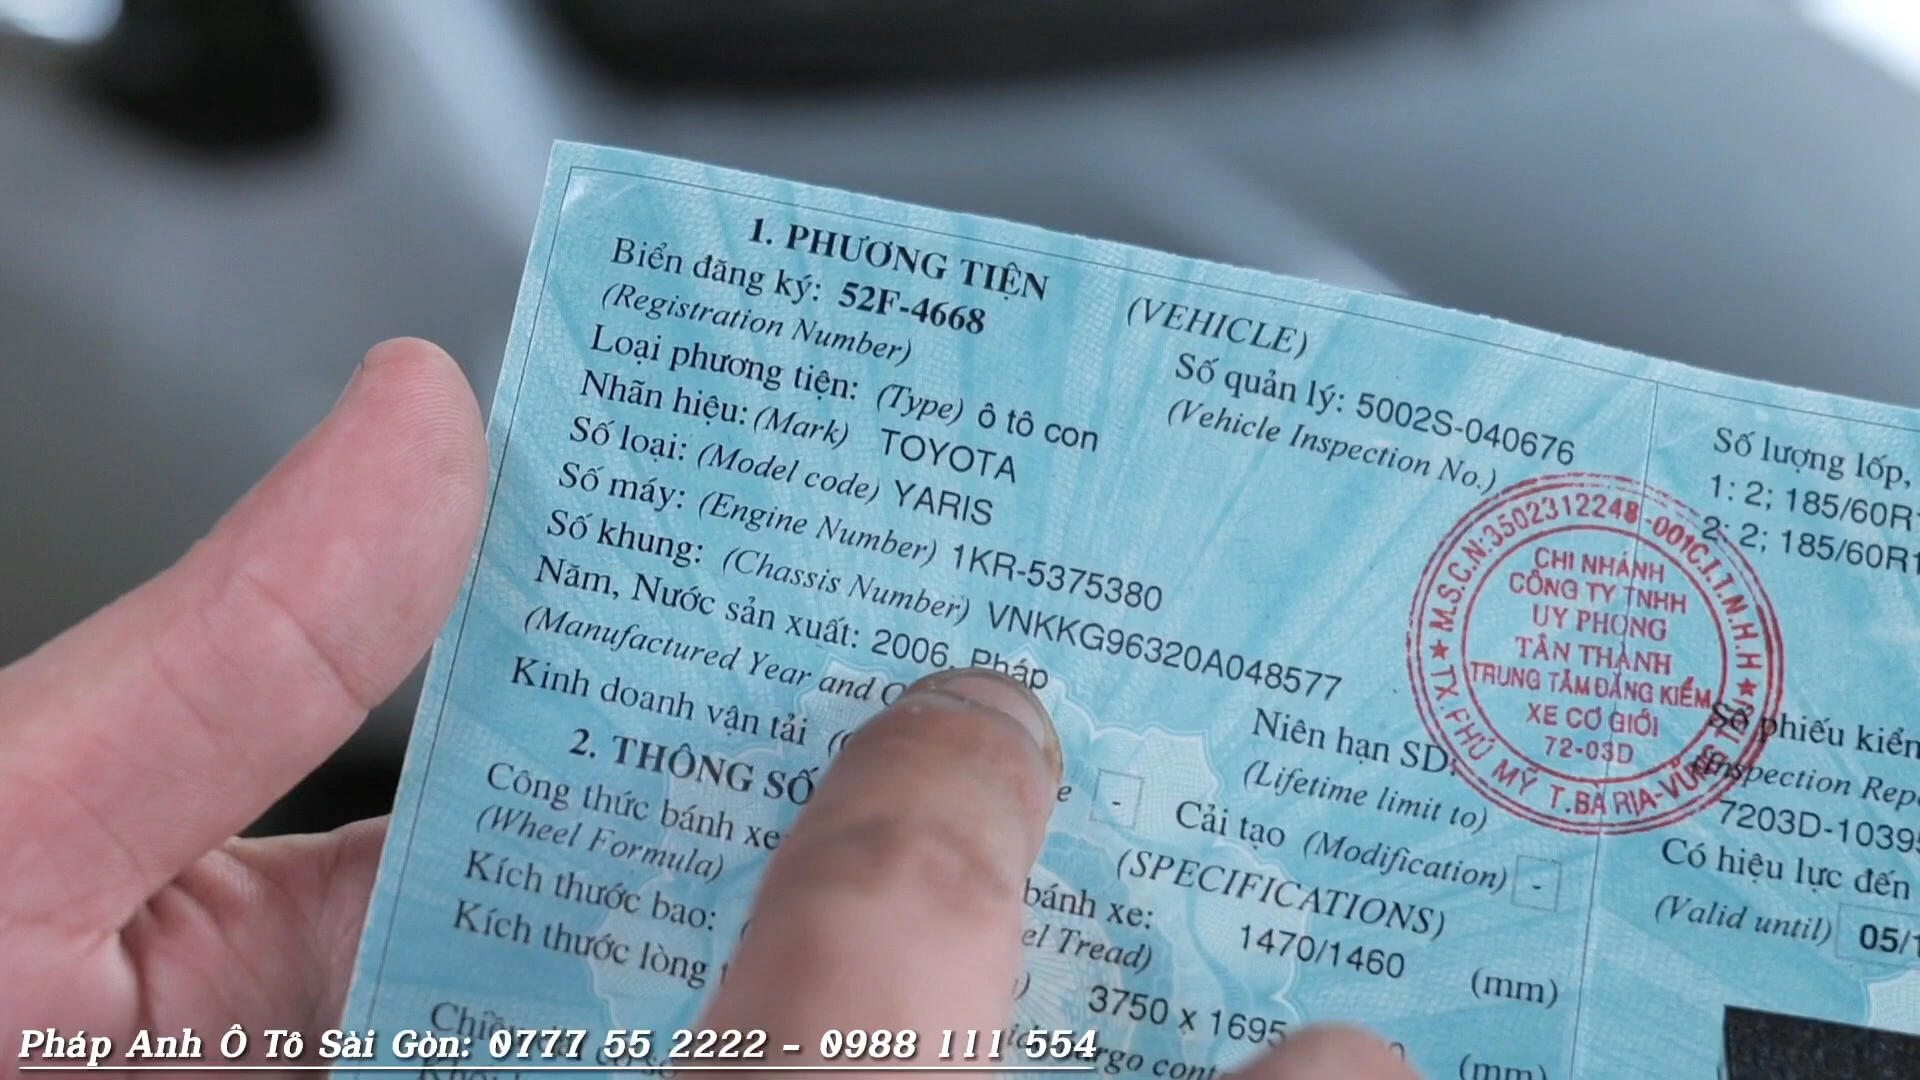 1. PHƯƠNG TIỆN (VEHICLE)
Biển đăng ký: 52F-4668
(Registration Number)
Số quản lý: 5002S-040676
(Vehicle Inspection No.)
Loại phương tiện: (Type) ô tô con
Nhãn hiệu: (Mark) TOYOTA
Số loại: (Model code) YARIS
Số máy: (Engine Number) 1KR-5375380
Số khung: (Chassis Number) VNKKG96320A048577
Năm, Nước sản xuất: 2006, Pháp
(Manufactured Year and
Niên hạn SD:
(Lifetime limit to)
Kinh doanh vận tải
-
Cải tạo (Modification) -
2. THÔNG SỐ (SPECIFICATIONS)
Công thức bánh xe:
(Wheel Formula)
bánh xe: 1470/1460 (mm)
Tread)
Kích thước bao:
3750 x 1695 (mm)
Kích thước lòng
Số lượng lốp,
1: 2; 185/60R
2: 2; 185/60R
Số phiếu kiểm
(Inspection Rep
7203D-1039
Có hiệu lực đến
(Valid until) 05/
M.S.C.N:3502312248-001C.T.T.N.H.H
CHI NHÁNH
CÔNG TY TNHH
UY PHONG
TÂN THÀNH
TRUNG TÂM ĐĂNG KIỂM
XE CƠ GIỚI
72-03D
TX.PHÚ MỸ T.BÀ RỊA-VŨNG TÀU
Pháp Anh Ô Tô Sài Gòn: 0777 55 2222 - 0988 111 554